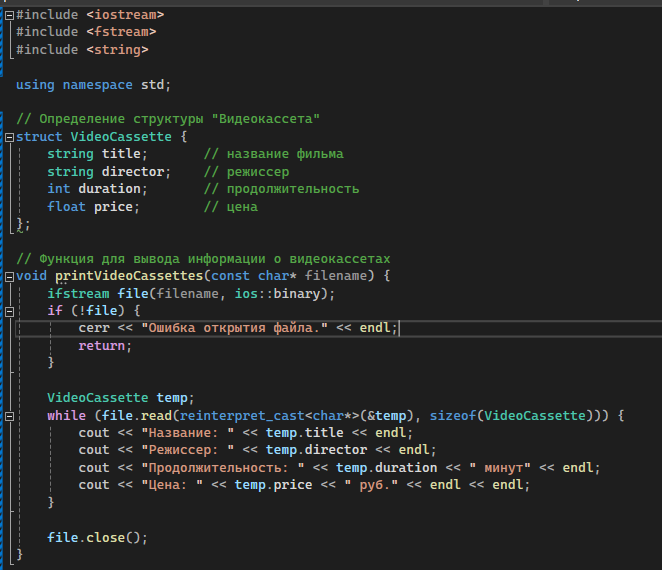 #include <iostream>
#include <fstream>
#include <string>

using namespace std;

// Определение структуры "Видеокассета"
struct VideoCassette {
    string title;       // название фильма
    string director;    // режиссер
    int duration;       // продолжительность
    float price;        // цена
};

// Функция для вывода информации о видеокассетах
void printVideoCassettes(const char* filename) {
    ifstream file(filename, ios::binary);
    if (!file) {
        cerr << "Ошибка открытия файла." << endl;
        return;
    }

    VideoCassette temp;
    while (file.read(reinterpret_cast<char*>(&temp), sizeof(VideoCassette))) {
        cout << "Название: " << temp.title << endl;
        cout << "Режиссер: " << temp.director << endl;
        cout << "Продолжительность: " << temp.duration << " минут" << endl;
        cout << "Цена: " << temp.price << " руб." << endl << endl;
    }

    file.close();
}